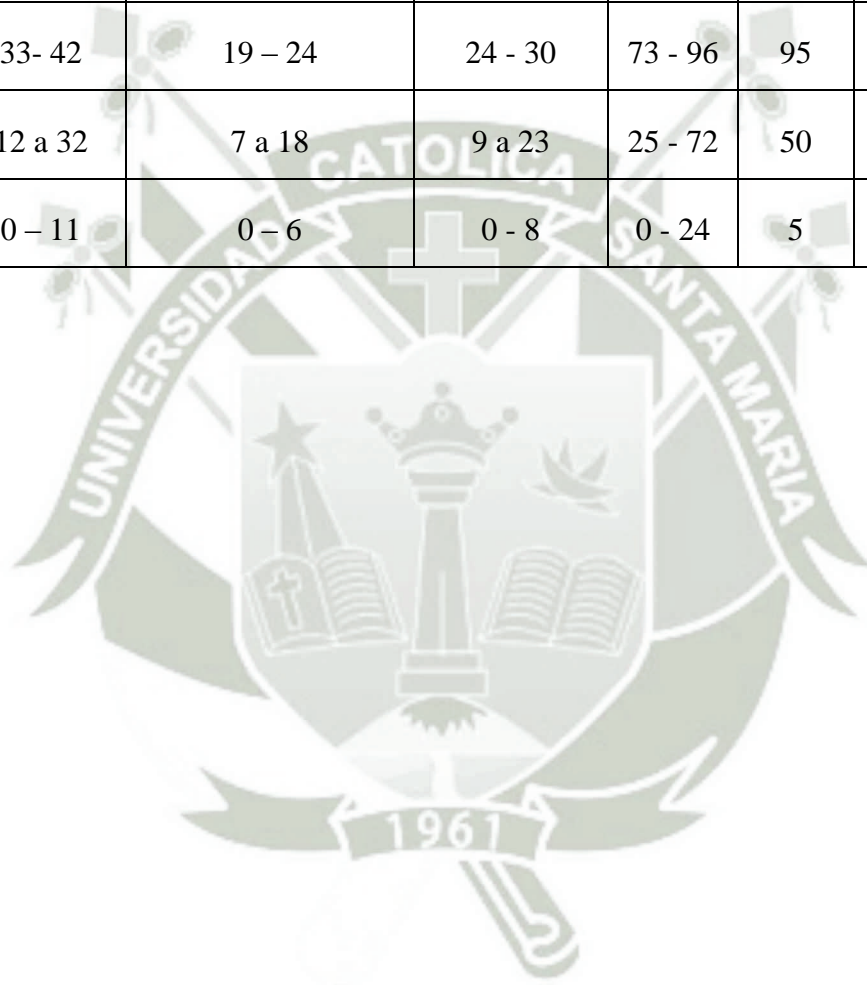 33- 42 19 – 24 24 - 30 73 - 96 95
12 a 32 7 a 18 9 a 23 25 - 72 50
0 – 11 0 – 6 0 - 8 0 - 24 5
UNIVERSIDAD CATOLICA SANTA MARIA
1961